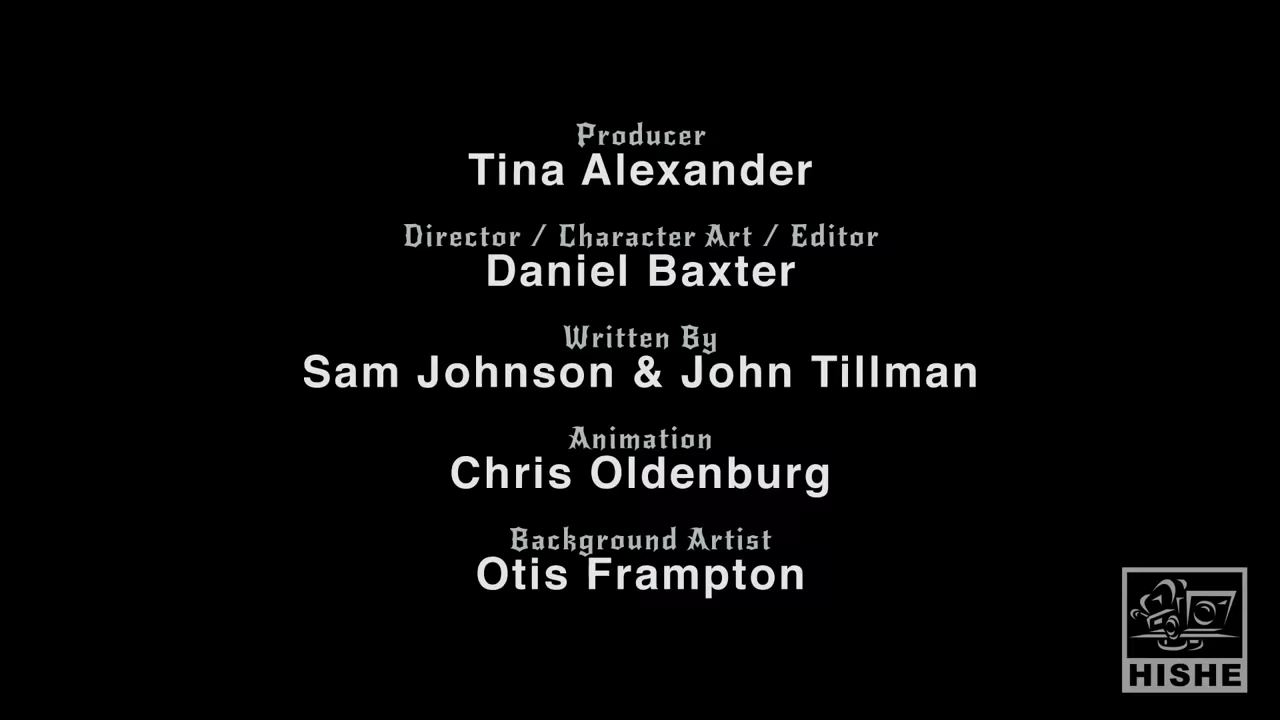 Producer
Tina Alexander
Director / Character Art / Editor
Daniel Baxter
Written By
Sam Johnson & John Tillman
Animation
Chris Oldenburg
Background Artist
Otis Frampton
HISHE